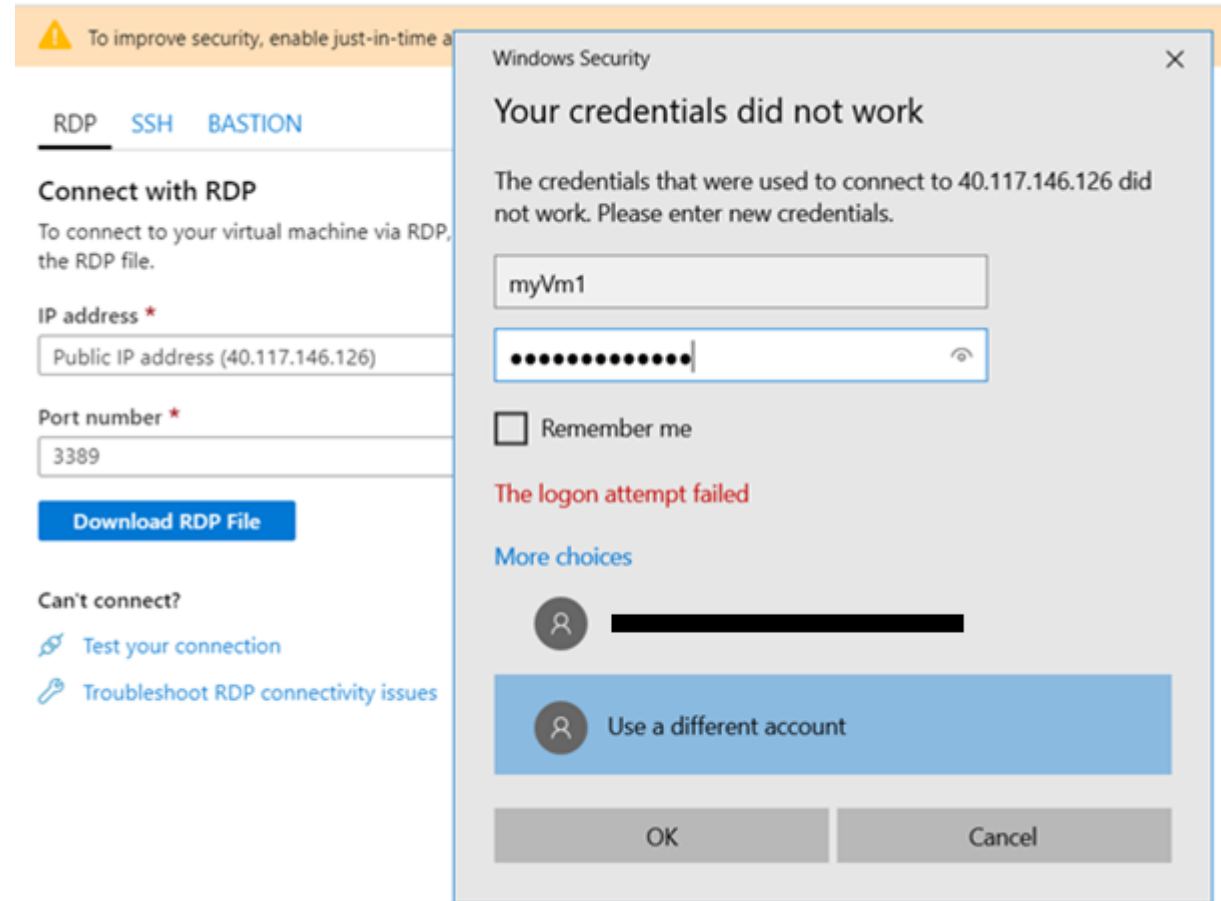 To improve security, enable just-in-time a
RDP SSH BASTION
Connect with RDP
To connect to your virtual machine via RDP,
the RDP file.
IP address *
Public IP address (40.117.146.126)
Port number *
3389
Download RDP File
Can't connect?
Test your connection
Troubleshoot RDP connectivity issues
Windows Security
Your credentials did not work
The credentials that were used to connect to 40.117.146.126 did
not work. Please enter new credentials.
myVm1
Remember me
The logon attempt failed
More choices
Use a different account
OK
Cancel